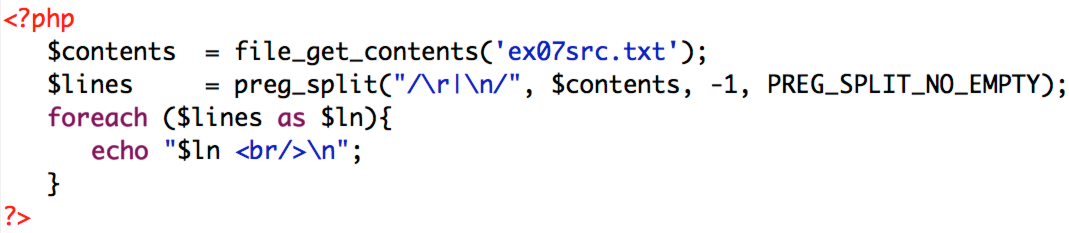 <?php
$contents = file_get_contents('ex07src.txt');
$lines = preg_split("/\r|\n/", $contents, -1, PREG_SPLIT_NO_EMPTY);
foreach ($lines as $ln){
echo "$ln <br/>\n";
}
?>